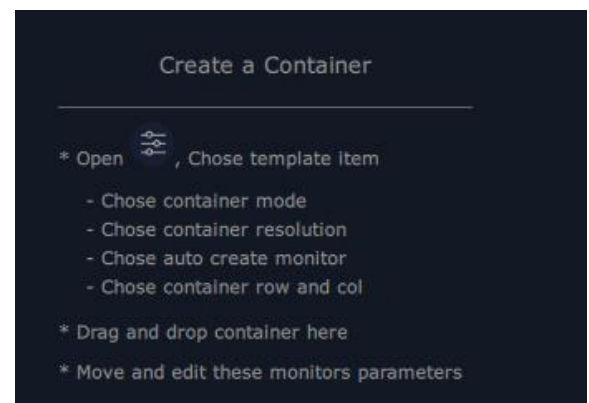 Create a Container
* Open , Chose template item
- Chose container mode
- Chose container resolution
- Chose auto create monitor
- Chose container row and col
* Drag and drop container here
* Move and edit these monitors parameters